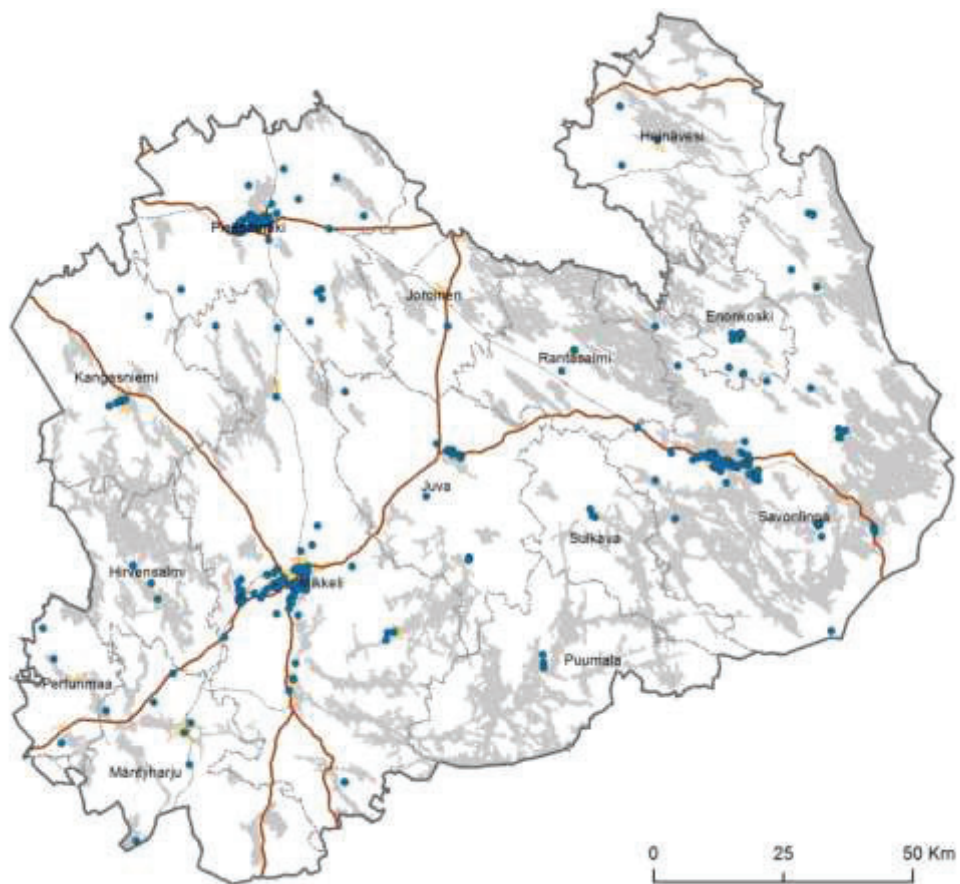 Heinävesi
Pieksämäki
Joroinen
Enonkoski
Rantasalmi
Kangasniemi
Juva
Savonlinna
Sulkava
Hirvensalmi
Mikkeli
Puumala
Pertunmaa
Mäntyharju
0 25 50 Km